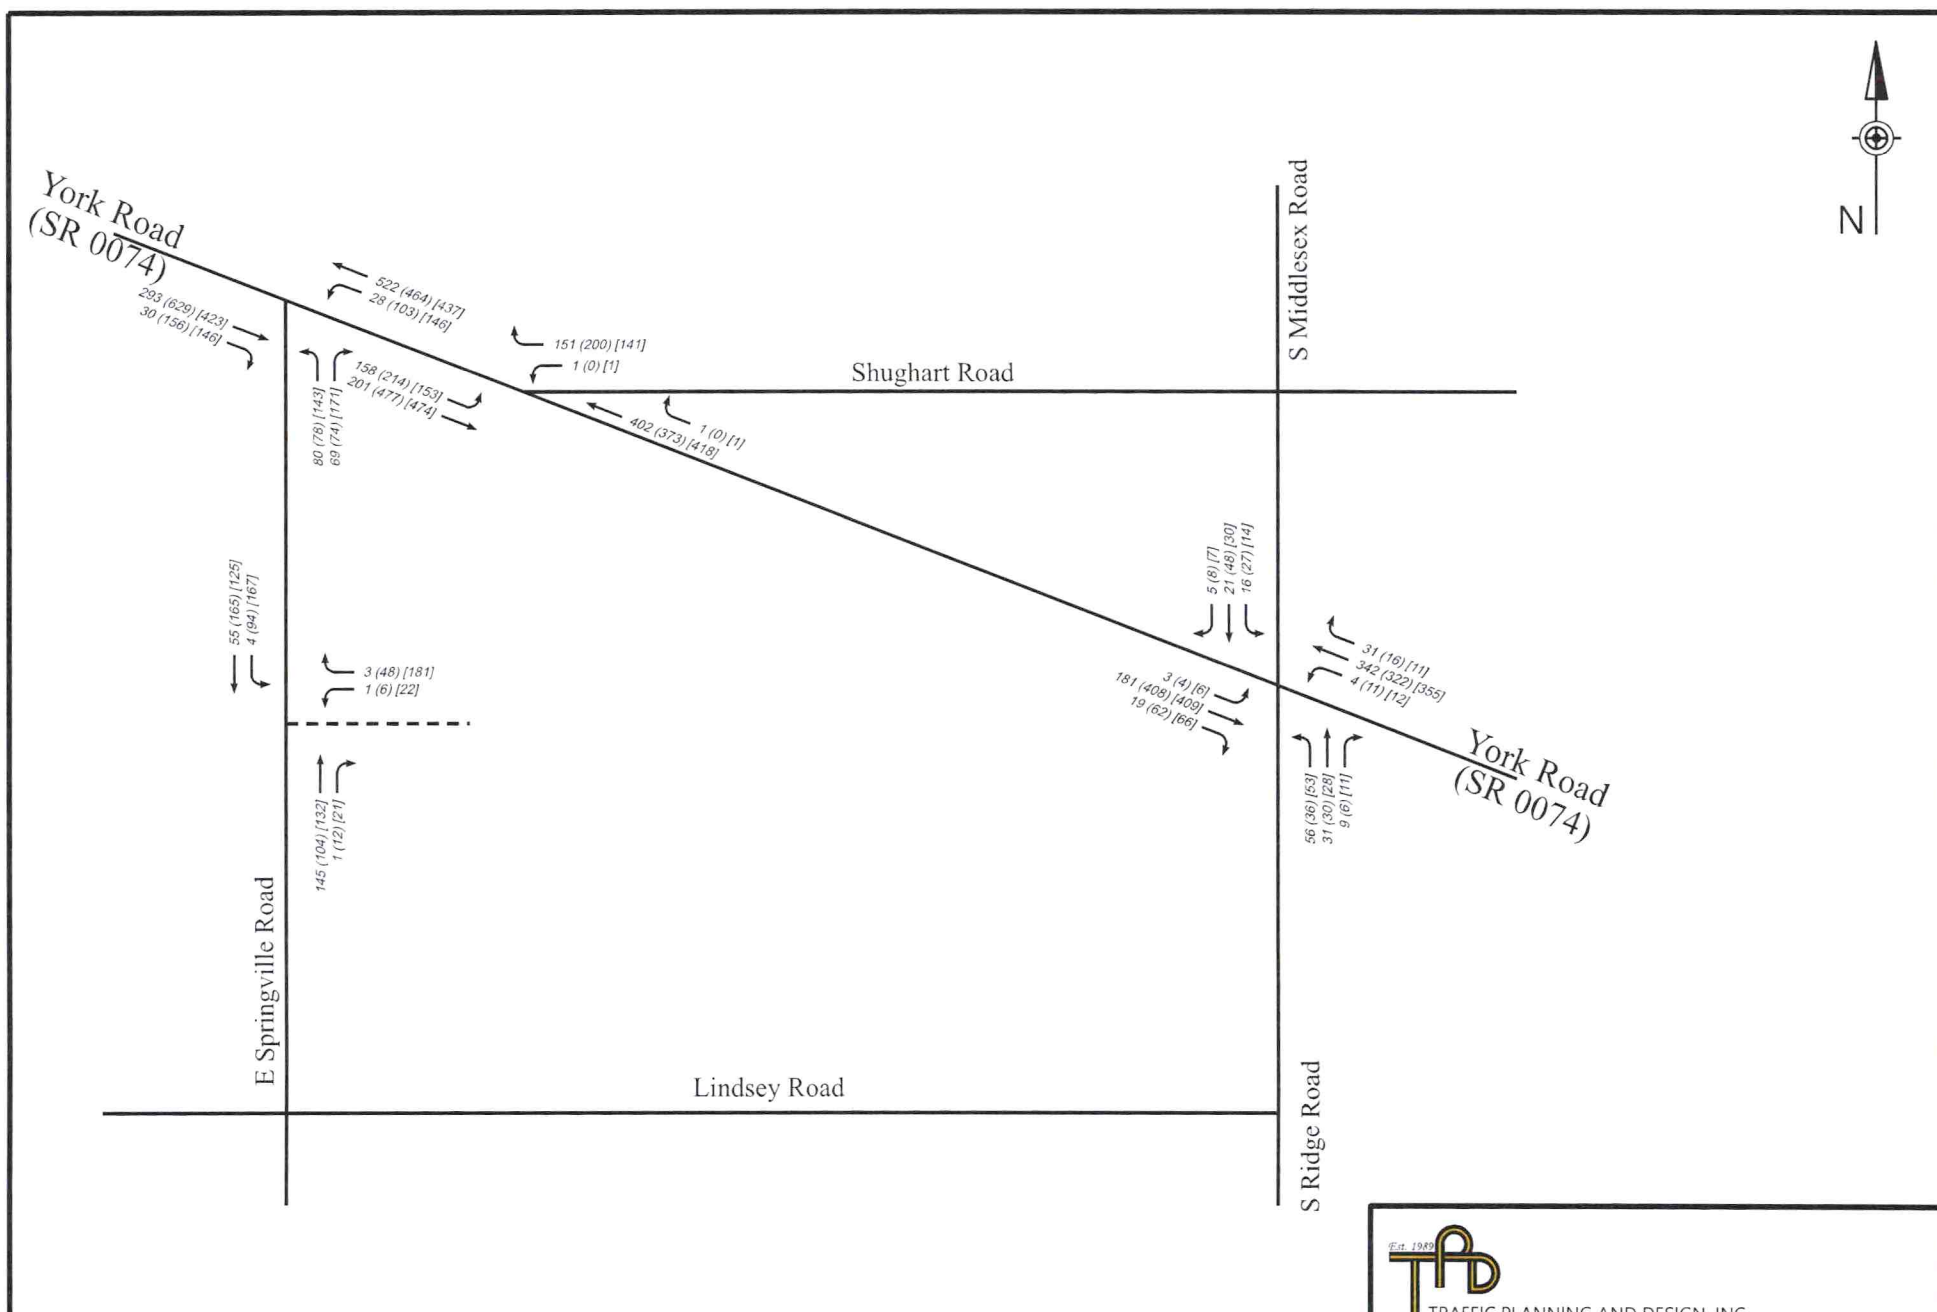 N
York Road
(SR 0074)
S Middlesex Road
293 (629) [423]
30 (156) [146]
522 (464) [437]
28 (103) [146]
151 (200) [141]
1 (0) [1]
Shughart Road
80 (78) [143]
69 (74) [171]
158 (214) [153]
201 (477) [474]
1 (0) [1]
402 (373) [418]
5 (8) [7]
21 (48) [30]
16 (27) [14]
55 (165) [125]
4 (94) [167]
3 (48) [181]
1 (6) [22]
31 (16) [11]
342 (322) [355]
4 (11) [12]
3 (4) [6]
181 (408) [409]
19 (62) [66]
York Road
(SR 0074)
56 (36) [53]
31 (30) [28]
9 (6) [11]
145 (104) [132]
1 (12) [21]
E Springville Road
Lindsey Road
S Ridge Road
Est. 1989
TPD
TRAFFIC PLANNING AND DESIGN, INC.